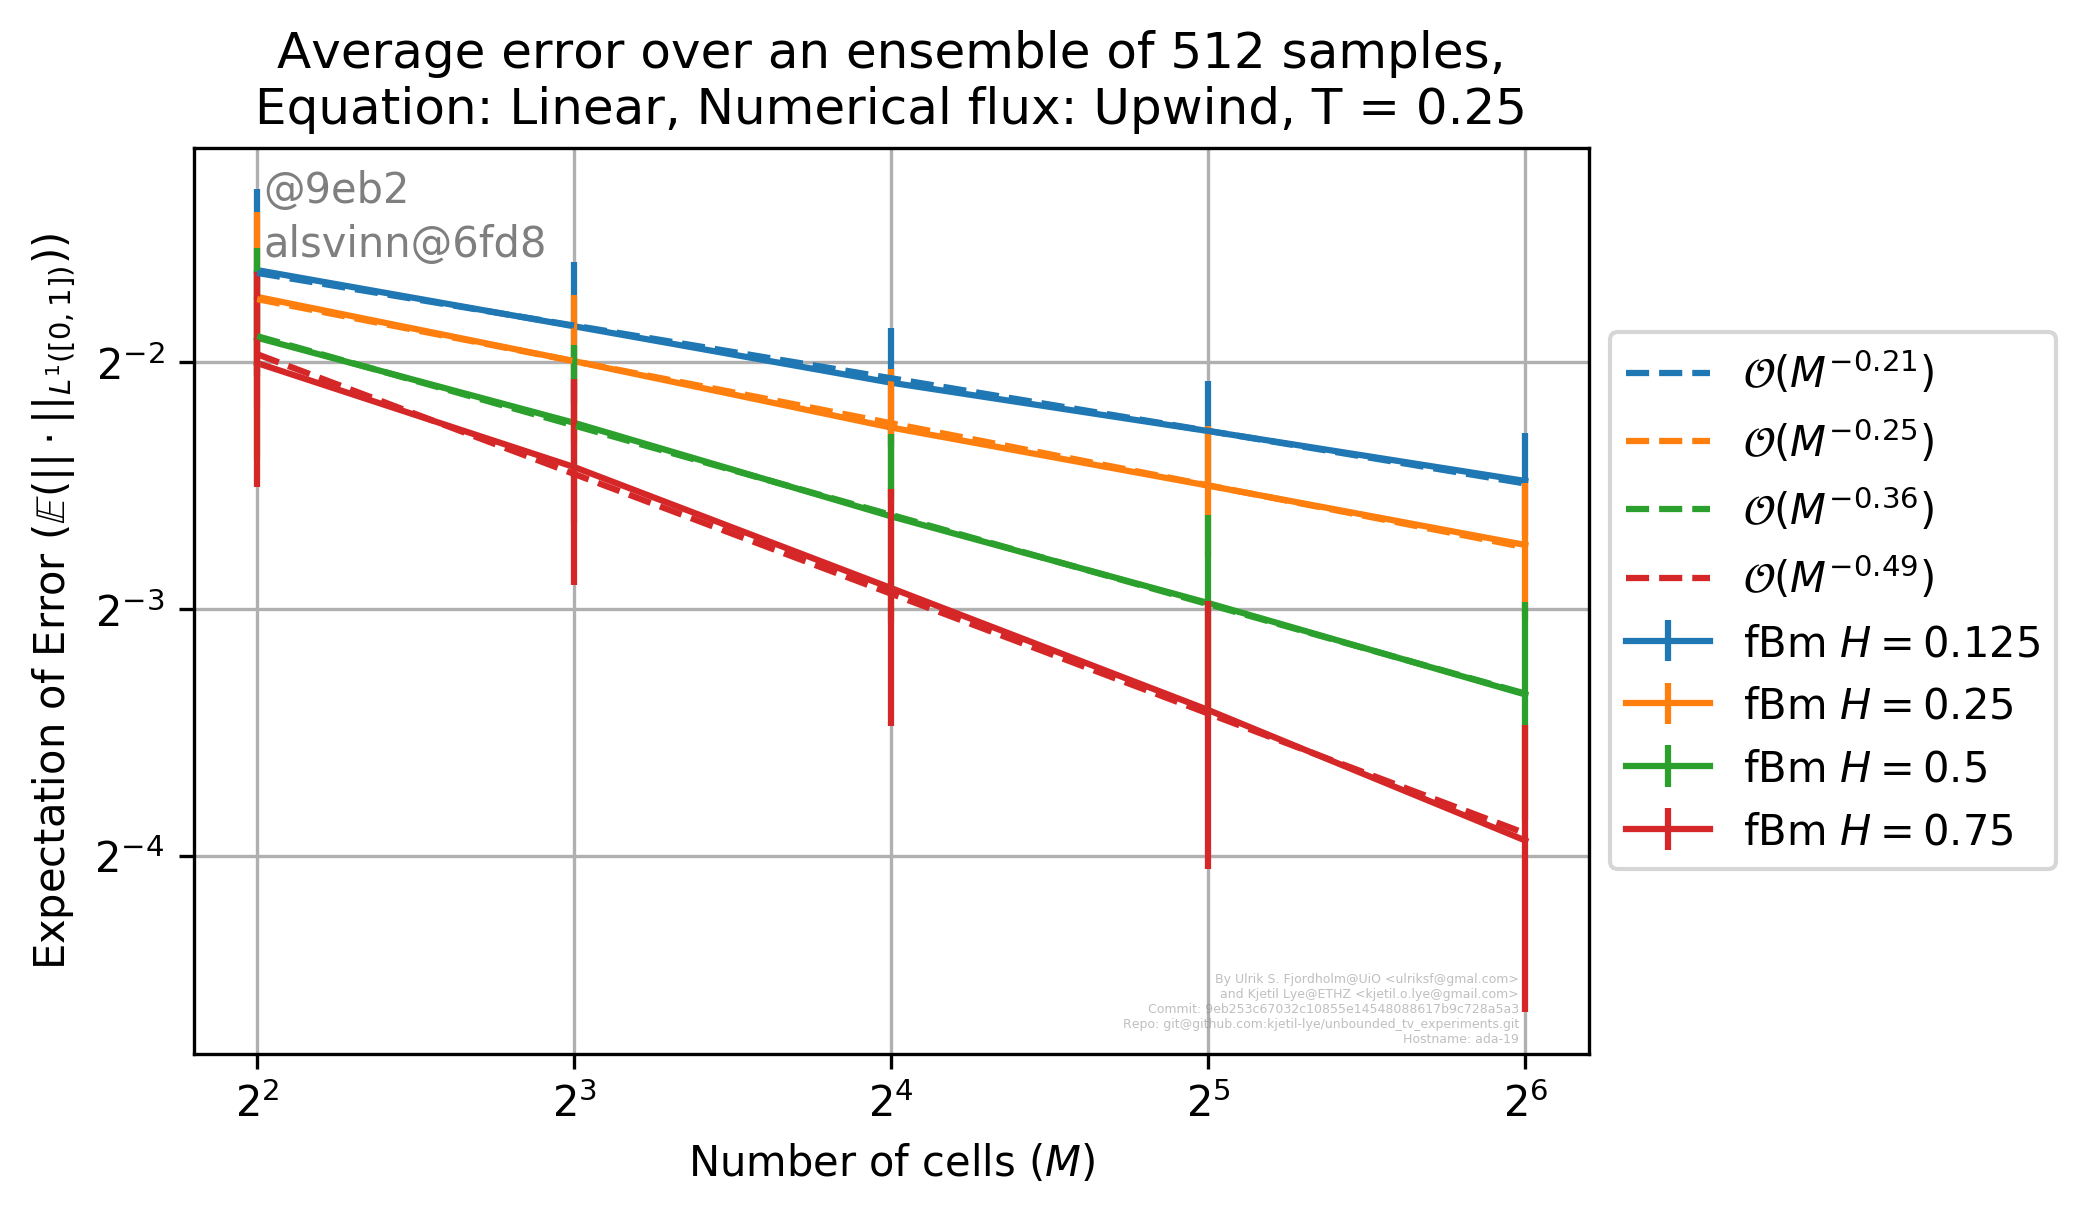 Average error over an ensemble of 512 samples,
Equation: Linear, Numerical flux: Upwind, T = 0.25
@9eb2
alsvinn@6fd8
Expectation of Error (𝔼(||·||_{L^1([0,1])}))
2^{-2}
2^{-3}
2^{-4}
2^2
2^3
2^4
2^5
2^6
Number of cells (M)
𝒪(M^{-0.21})
𝒪(M^{-0.25})
𝒪(M^{-0.36})
𝒪(M^{-0.49})
fBm H = 0.125
fBm H = 0.25
fBm H = 0.5
fBm H = 0.75
By Ulrik S. Fjordholm@UiO <ulriksf@gmal.com>
and Kjetil Lye@ETHZ <kjetil.o.lye@gmail.com>
Commit: 9eb253c67032c10855e14548088617b9c728a5a3
Repo: git@github.com:kjetil-lye/unbounded_tv_experiments.git
Hostname: ada-19